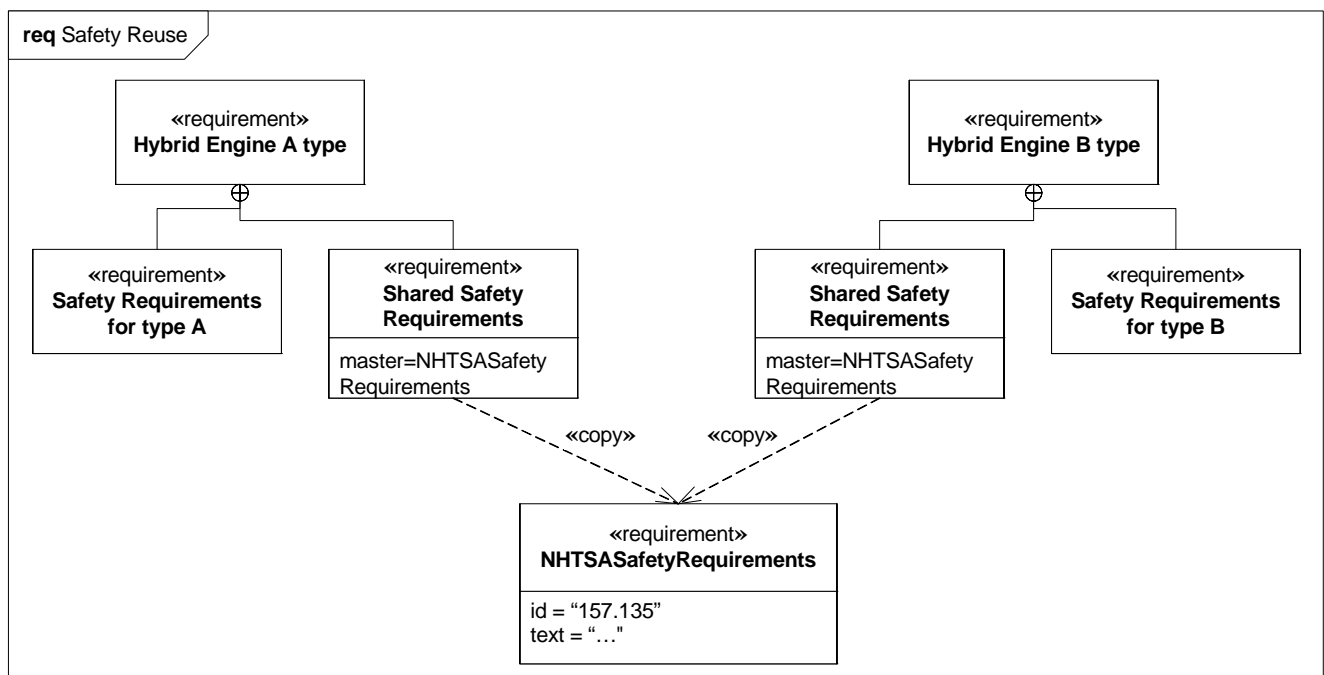 req Safety Reuse
«requirement»
Hybrid Engine A type
«requirement»
Hybrid Engine B type
«requirement»
Safety Requirements
for type A
«requirement»
Shared Safety
Requirements
master=NHTSASafety
Requirements
«requirement»
Shared Safety
Requirements
master=NHTSASafety
Requirements
«requirement»
Safety Requirements
for type B
«copy»
«copy»
«requirement»
NHTSASafetyRequirements
id = “157.135”
text = “…"